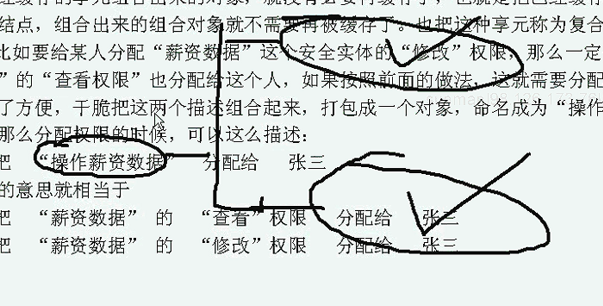 结点，组合出来的组合对象就不需要再被缓存了。也把这种享元称为复合
比如要给某人分配“薪资数据”这个安全实体的“修改”权限，那么一定
”的“查看权限”也分配给这个人，如果按照前面的做法，这就需要分配
了方便，干脆把这两个描述组合起来，打包成一个对象，命名成为“操作
那么分配权限的时候，可以这么描述：
把 “操作薪资数据” 分配给 张三
的意思就相当于
把 “薪资数据” 的 “查看”权限 分配给 张三
把 “薪资数据” 的 “修改”权限 分配给 张三